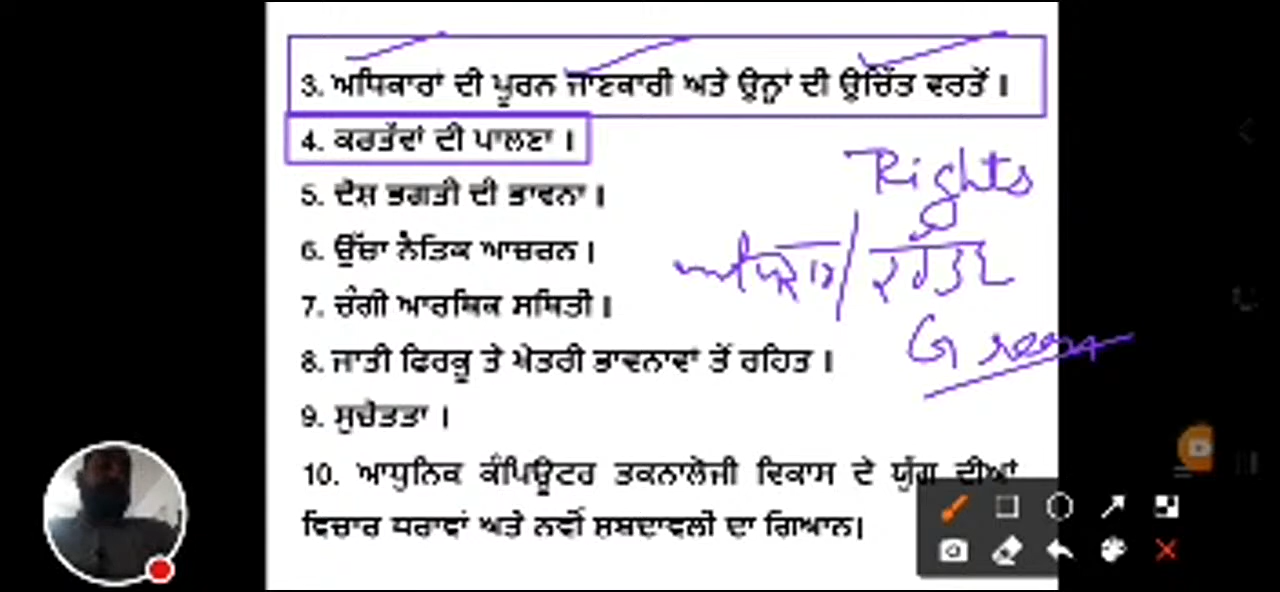 3. ਅਧਿਕਾਰਾਂ ਦੀ ਪੂਰਨ ਜਾਣਕਾਰੀ ਅਤੇ ਉਨ੍ਹਾਂ ਦੀ ਉਚਿੱਤ ਵਰਤੋਂ ।
4. ਕਰਤੱਵਾਂ ਦੀ ਪਾਲਣਾ ।
Rights
5. ਦੇਸ਼ ਭਗਤੀ ਦੀ ਭਾਵਨਾ ।
6. ਉੱਚਾ ਨੈਤਿਕ ਆਚਰਨ ।
7. ਚੰਗੀ ਆਰਥਿਕ ਸਥਿਤੀ ।
8. ਜਾਤੀ ਫਿਰਕੂ ਤੇ ਖੇਤਰੀ ਭਾਵਨਾਵਾਂ ਤੋਂ ਰਹਿਤ ।
9. ਸੁਚੇਤਤਾ ।
10. ਆਧੁਨਿਕ ਕੰਪਿਊਟਰ ਤਕਨਾਲੋਜੀ ਵਿਕਾਸ ਦੇ ਯੁੱਗ ਦੀਆਂ
ਵਿਚਾਰ ਧਰਾਵਾਂ ਅਤੇ ਨਵੀਂ ਸ਼ਬਦਾਵਲੀ ਦਾ ਗਿਆਨ।